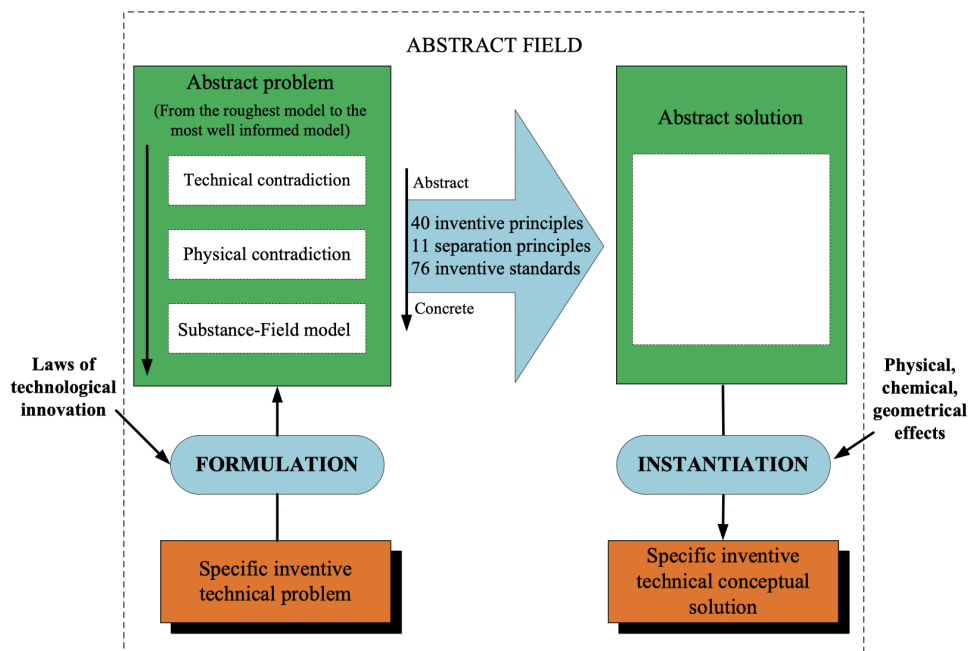 ABSTRACT FIELD
Abstract problem
(From the roughest model to the
most well informed model)
Technical contradiction
Physical contradiction
Substance-Field model
Abstract
40 inventive principles
11 separation principles
76 inventive standards
Concrete
Abstract solution
Laws of
technological
innovation
FORMULATION
Specific inventive
technical problem
Physical,
chemical,
geometrical
effects
INSTANTIATION
Specific inventive
technical conceptual
solution